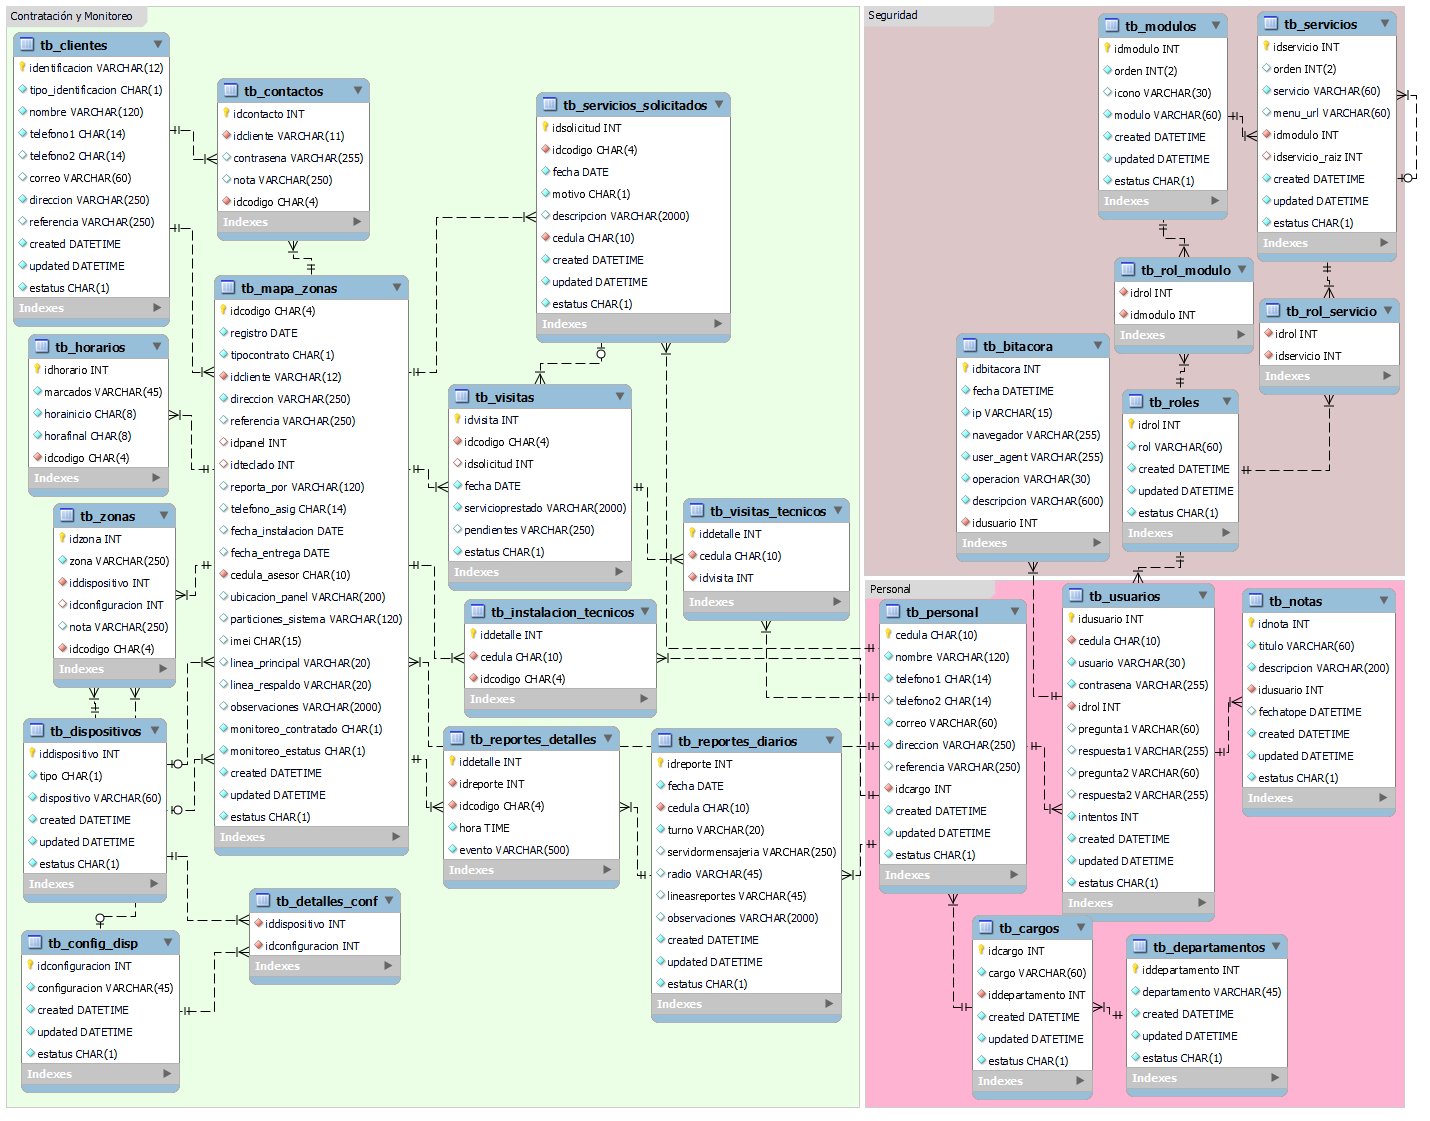 Contratación y Monitoreo
tb_clientes
identificacion VARCHAR(12)
tipo_identificacion CHAR(1)
nombre VARCHAR(120)
telefono1 CHAR(14)
telefono2 CHAR(14)
correo VARCHAR(60)
direccion VARCHAR(250)
referencia VARCHAR(250)
created DATETIME
updated DATETIME
estatus CHAR(1)
Indexes
tb_contactos
idcontacto INT
idcliente VARCHAR(11)
contrasena VARCHAR(255)
nota VARCHAR(250)
idcodigo CHAR(4)
Indexes
tb_servicios_solicitados
idsolicitud INT
idcodigo CHAR(4)
fecha DATE
motivo CHAR(1)
descripcion VARCHAR(2000)
cedula CHAR(10)
created DATETIME
updated DATETIME
estatus CHAR(1)
Indexes
tb_horarios
idhorario INT
marcados VARCHAR(45)
horainicio CHAR(8)
horafinal CHAR(8)
idcodigo CHAR(4)
Indexes
tb_mapa_zonas
idcodigo CHAR(4)
registro DATE
tipocontrato CHAR(1)
idcliente VARCHAR(12)
direccion VARCHAR(250)
referencia VARCHAR(250)
idpanel INT
idteclado INT
reporta_por VARCHAR(120)
telefono_asig CHAR(14)
fecha_instalacion DATE
fecha_entrega DATE
cedula_asesor CHAR(10)
ubicacion_panel VARCHAR(200)
particiones_sistema VARCHAR(120)
imei CHAR(15)
linea_principal VARCHAR(20)
linea_respaldo VARCHAR(20)
observaciones VARCHAR(2000)
monitoreo_contratado CHAR(1)
monitoreo_estatus CHAR(1)
created DATETIME
updated DATETIME
estatus CHAR(1)
Indexes
tb_visitas
idvisita INT
idcodigo CHAR(4)
idsolicitud INT
fecha DATE
servicioprestado VARCHAR(2000)
pendientes VARCHAR(250)
estatus CHAR(1)
Indexes
tb_visitas_tecnicos
iddetalle INT
cedula CHAR(10)
idvisita INT
Indexes
tb_zonas
idzona INT
zona VARCHAR(250)
iddispositivo INT
idconfiguracion INT
nota VARCHAR(250)
idcodigo CHAR(4)
Indexes
tb_instalacion_tecnicos
iddetalle INT
cedula CHAR(10)
idcodigo CHAR(4)
Indexes
tb_dispositivos
iddispositivo INT
tipo CHAR(1)
dispositivo VARCHAR(60)
created DATETIME
updated DATETIME
estatus CHAR(1)
Indexes
tb_reportes_detalles
iddetalle INT
idreporte INT
idcodigo CHAR(4)
hora TIME
evento VARCHAR(500)
Indexes
tb_reportes_diarios
idreporte INT
fecha DATE
cedula CHAR(10)
turno VARCHAR(20)
servidormensajeria VARCHAR(250)
radio VARCHAR(45)
lineasreportes VARCHAR(45)
observaciones VARCHAR(2000)
created DATETIME
updated DATETIME
estatus CHAR(1)
Indexes
tb_detalles_conf
iddispositivo INT
idconfiguracion INT
Indexes
tb_config_disp
idconfiguracion INT
configuracion VARCHAR(45)
created DATETIME
updated DATETIME
estatus CHAR(1)
Indexes
Seguridad
tb_modulos
idmodulo INT
orden INT(2)
icono VARCHAR(30)
modulo VARCHAR(60)
created DATETIME
updated DATETIME
estatus CHAR(1)
Indexes
tb_servicios
idservicio INT
orden INT(2)
servicio VARCHAR(60)
menu_url VARCHAR(60)
idmodulo INT
idservicio_raiz INT
created DATETIME
updated DATETIME
estatus CHAR(1)
Indexes
tb_rol_modulo
idrol INT
idmodulo INT
Indexes
tb_rol_servicio
idrol INT
idservicio INT
Indexes
tb_bitacora
idbitacora INT
fecha DATETIME
ip VARCHAR(15)
navegador VARCHAR(255)
user_agent VARCHAR(255)
operacion VARCHAR(30)
descripcion VARCHAR(600)
idusuario INT
Indexes
tb_roles
idrol INT
rol VARCHAR(60)
created DATETIME
updated DATETIME
estatus CHAR(1)
Indexes
Personal
tb_personal
cedula CHAR(10)
nombre VARCHAR(120)
telefono1 CHAR(14)
telefono2 CHAR(14)
correo VARCHAR(60)
direccion VARCHAR(250)
referencia VARCHAR(250)
idcargo INT
created DATETIME
updated DATETIME
estatus CHAR(1)
Indexes
tb_usuarios
idusuario INT
cedula CHAR(10)
usuario VARCHAR(30)
contrasena VARCHAR(255)
idrol INT
pregunta1 VARCHAR(60)
respuesta1 VARCHAR(255)
pregunta2 VARCHAR(60)
respuesta2 VARCHAR(255)
intentos INT
created DATETIME
updated DATETIME
estatus CHAR(1)
Indexes
tb_notas
idnota INT
titulo VARCHAR(60)
descripcion VARCHAR(200)
idusuario INT
fechatope DATETIME
created DATETIME
updated DATETIME
estatus CHAR(1)
Indexes
tb_cargos
idcargo INT
cargo VARCHAR(60)
iddepartamento INT
created DATETIME
updated DATETIME
estatus CHAR(1)
Indexes
tb_departamentos
iddepartamento INT
departamento VARCHAR(45)
created DATETIME
updated DATETIME
estatus CHAR(1)
Indexes